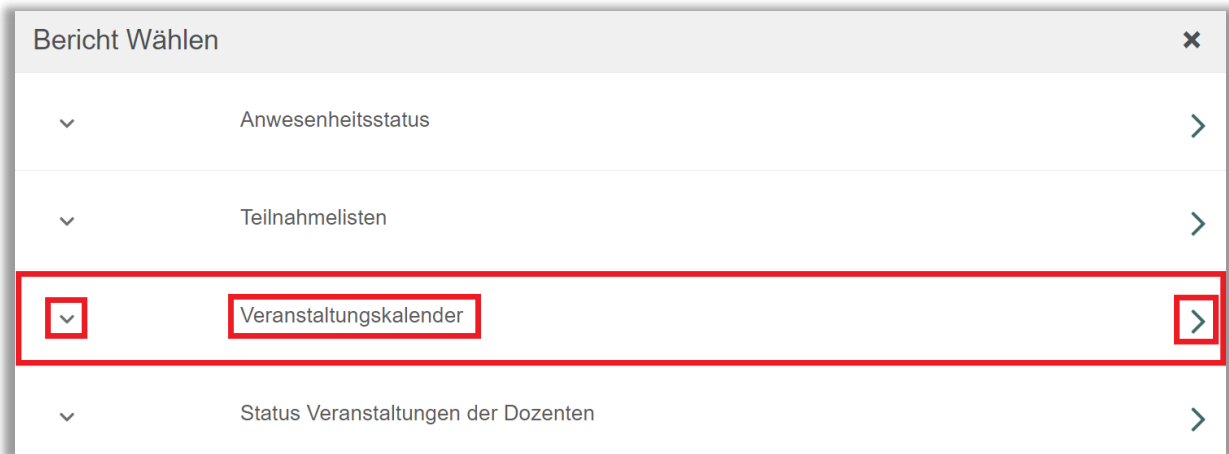 Bericht Wählen
Anwesenheitsstatus
Teilnahmelisten
Veranstaltungskalender
Status Veranstaltungen der Dozenten